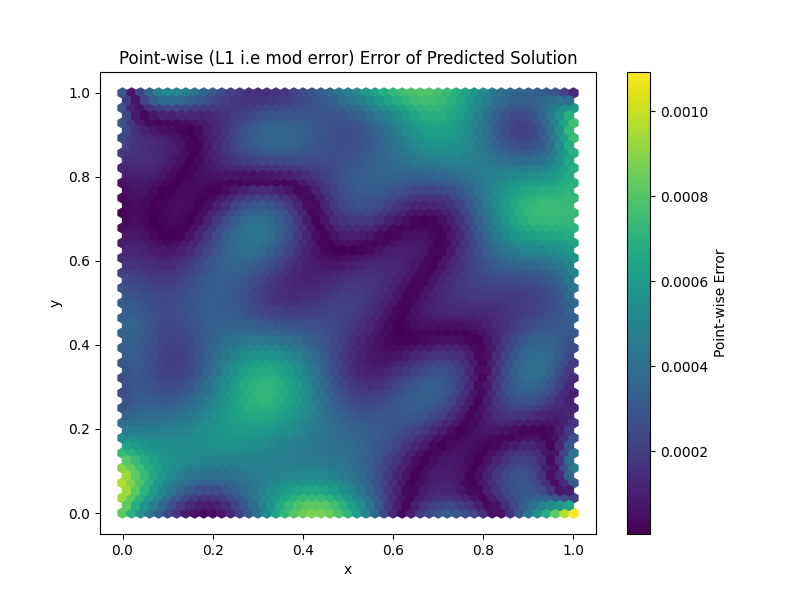 Point-wise (L1 i.e mod error) Error of Predicted Solution
1.0
0.8
0.6
0.4
0.2
0.0
y
0.0 0.2 0.4 0.6 0.8 1.0
x
0.0010
0.0008
0.0006
0.0004
0.0002
Point-wise Error